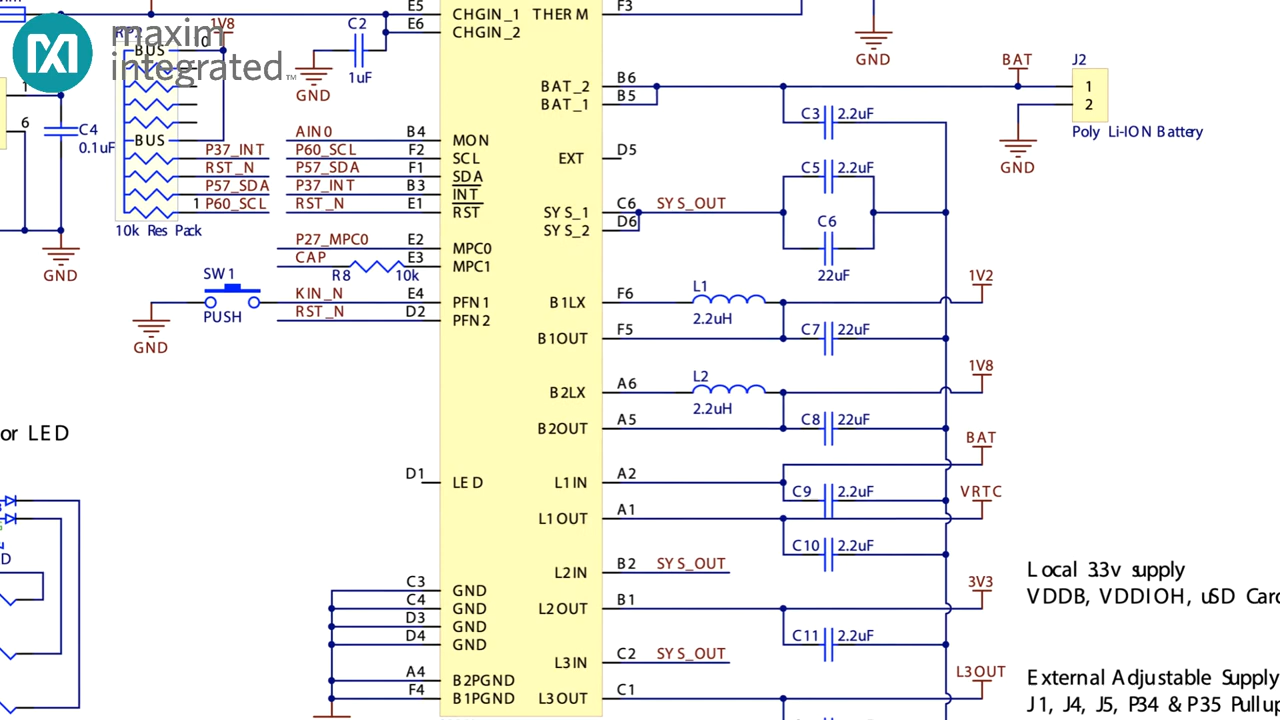 maxim
integrated™
1V8
0
BUS
BUS
1
10k Res Pack
P37_INT
RST_N
P57_SDA
P60_SCL
1
6
C4
0.1uF
GND
C2
1uF
GND
E5 CHGIN_1
E6 CHGIN_2
THERM F3
GND
BAT_2 B6
BAT_1 B5
BAT
J2
1
2
Poly Li-ION Battery
GND
C3 2.2uF
AIN0 B4 MON
P60_SCL F2 SCL
P57_SDA F1 SDA
P37_INT B3 INT
RST_N E1 RST
EXT D5
C5 2.2uF
SYS_1 C6 SYS_OUT
SYS_2 D6
C6
22uF
P27_MPC0 E2 MPC0
CAP E3 MPC1
R8 10k
SW1
PUSH
GND
KIN_N E4 PFN1
RST_N D2 PFN2
B1LX F6 L1
2.2uH
1V2
B1OUT F5 C7 22uF
B2LX A6 L2
2.2uH
1V8
B2OUT A5 C8 22uF
or LED
BAT
D1 LED
L1IN A2
C9 2.2uF
VRTC
L1OUT A1
C10 2.2uF
D
L2IN B2 SYS_OUT
L2OUT B1
3V3
C11 2.2uF
Local 33v supply
VDDB, VDDIOH, uSD Card
C3 GND
C4 GND
D3 GND
D4 GND
A4 B2PGND
F4 B1PGND
L3IN C2 SYS_OUT
L3OUT C1
L3OUT
External Adjustable Supply
J1, J4, J5, P34 & P35 Pullup